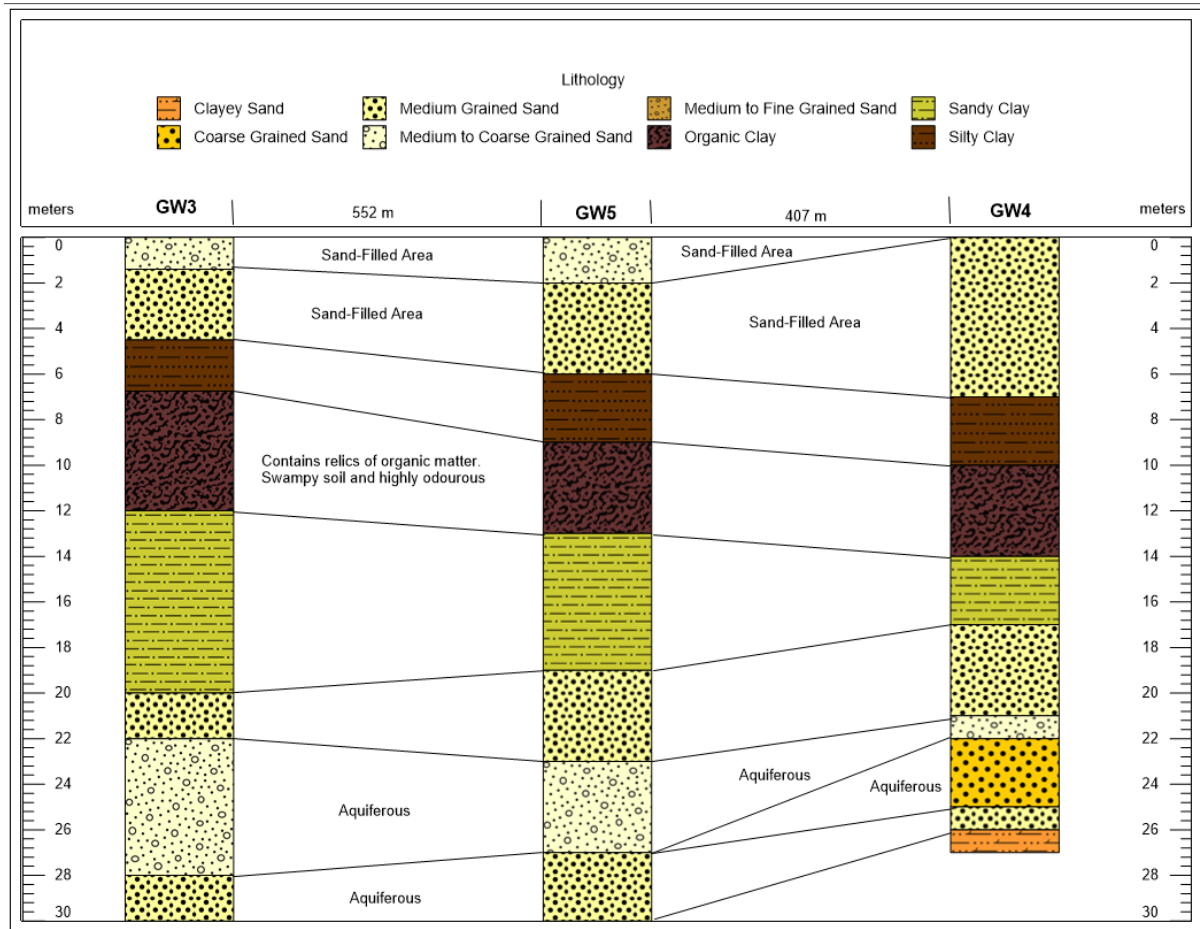 Lithology
Clayey Sand
Medium Grained Sand
Medium to Fine Grained Sand
Sandy Clay
Coarse Grained Sand
Medium to Coarse Grained Sand
Organic Clay
Silty Clay
meters
GW3
552 m
GW5
407 m
GW4
meters
0
2
4
6
8
10
12
14
16
18
20
22
24
26
28
30
Sand-Filled Area
Sand-Filled Area
Contains relics of organic matter.
Swampy soil and highly odourous
Aquiferous
Aquiferous
Sand-Filled Area
Sand-Filled Area
Aquiferous
Aquiferous
0
2
4
6
8
10
12
14
16
18
20
22
24
26
28
30